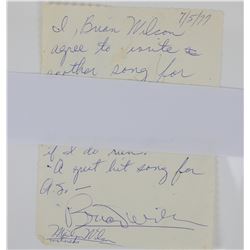 7/5/77
I, Brian Wilson
agree to write
another song for
if I do run.
A great hit song for
A.S. –
Brian Wilson
Wilson